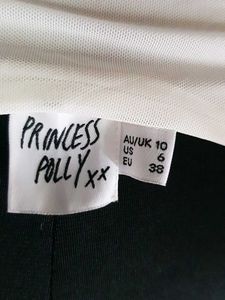 PRINCESS
POLLY xx
AU/UK 10
US 6
EU 38